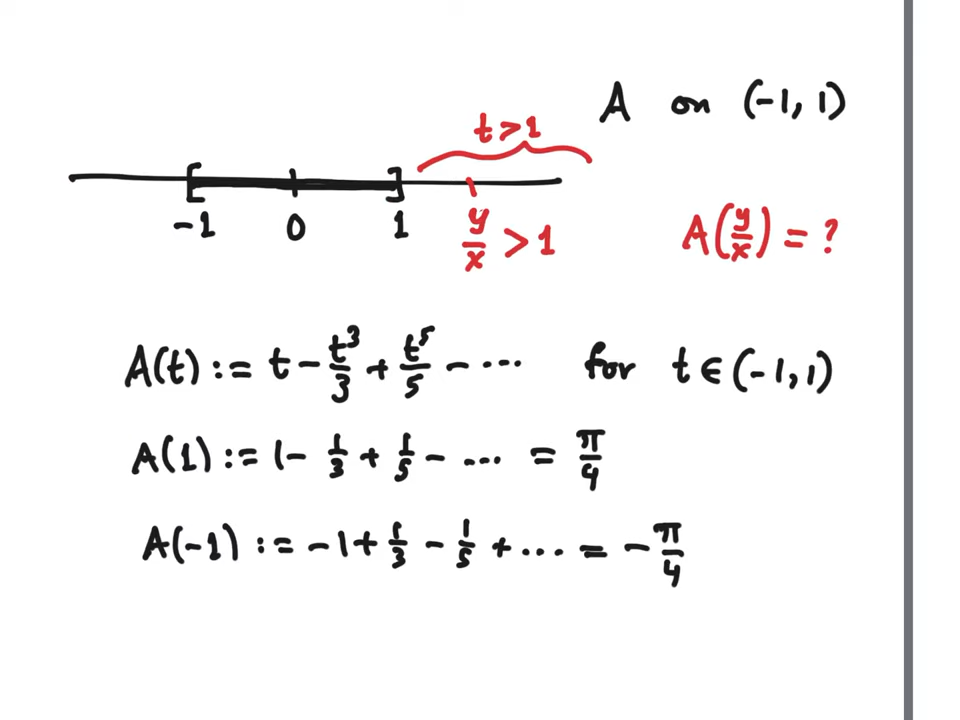 A on (-1, 1)
t > 1
-1 0 1
y/x > 1
A(y/x) = ?
A(t) := t - t³/3 + t⁵/5 - ... for t ∈ (-1, 1)
A(1) := 1 - 1/3 + 1/5 - ... = π/4
A(-1) := -1 + 1/3 - 1/5 + ... = -π/4